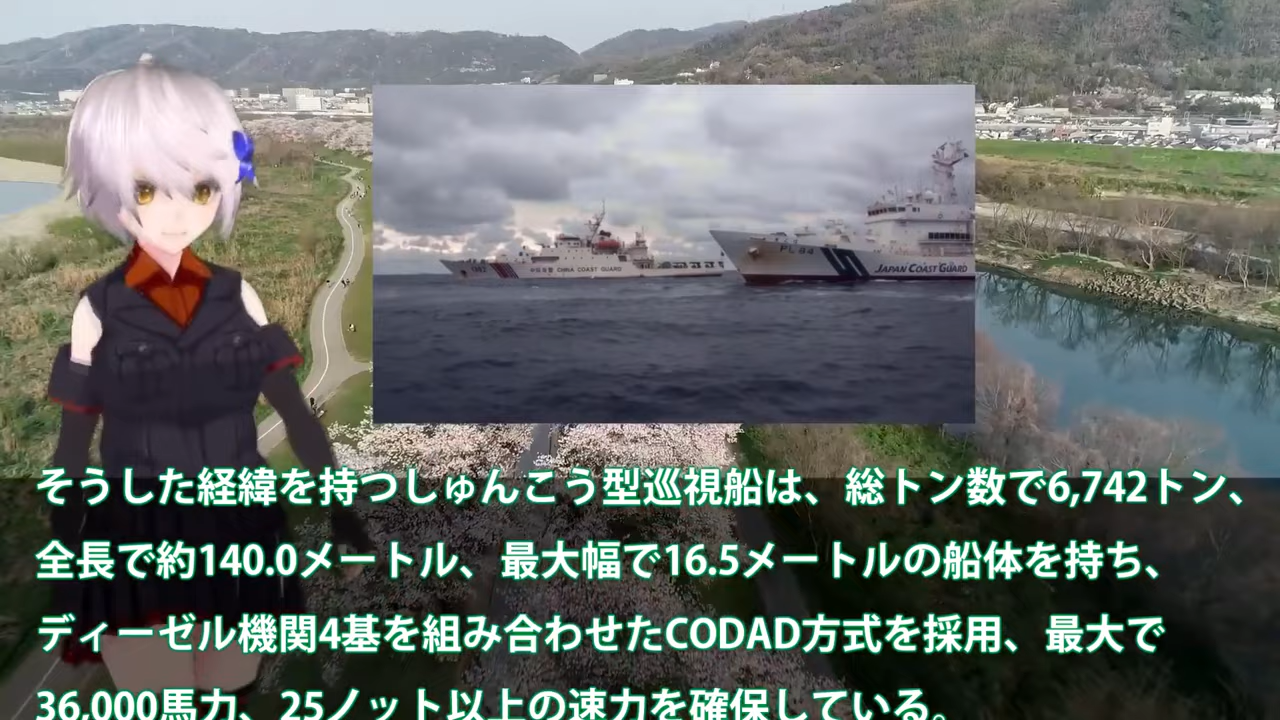 中国海警 CHINA COAST GUARD
JAPAN COAST GUARD
そうした経緯を持つしゅんこう型巡視船は、総トン数で6,742トン、
全長で約140.0メートル、最大幅で16.5メートルの船体を持ち、
ディーゼル機関4基を組み合わせたCODAD方式を採用、最大で
36,000馬力、25ノット以上の速力を確保している。